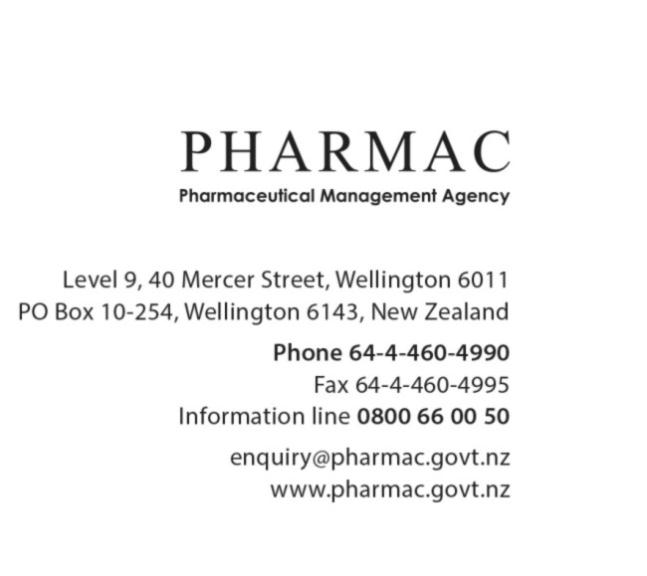 PHARMAC
Pharmaceutical Management Agency
Level 9, 40 Mercer Street, Wellington 6011
PO Box 10-254, Wellington 6143, New Zealand
Phone 64-4-460-4990
Fax 64-4-460-4995
Information line 0800 66 00 50
enquiry@pharmac.govt.nz
www.pharmac.govt.nz